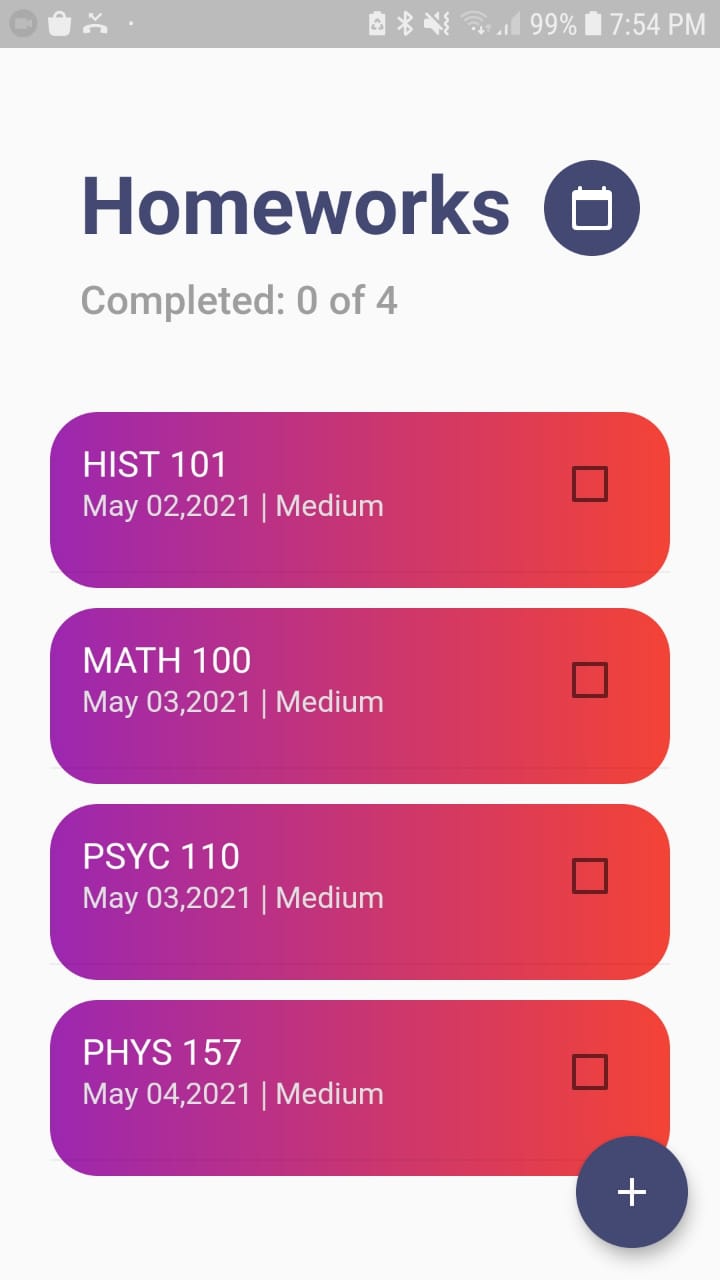 99% 7:54 PM
Homeworks
Completed: 0 of 4
HIST 101
May 02,2021 | Medium
MATH 100
May 03,2021 | Medium
PSYC 110
May 03,2021 | Medium
PHYS 157
May 04,2021 | Medium
+